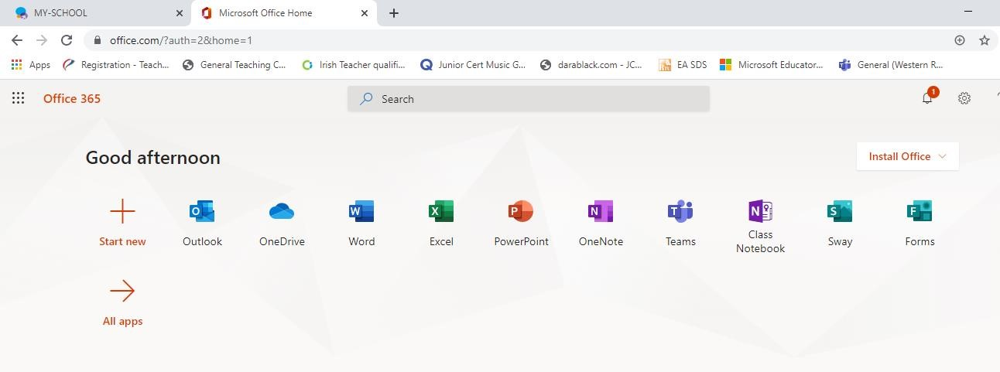 MY-SCHOOL
Microsoft Office Home
office.com/?auth=2&home=1
Apps
Registration - Teach...
General Teaching C...
Irish Teacher qualifi...
Junior Cert Music G...
darablack.com - JC...
EA SDS
Microsoft Educator...
General (Western R...
Office 365
Search
1
Good afternoon
Install Office
Start new
Outlook
OneDrive
Word
Excel
PowerPoint
OneNote
Teams
Class
Notebook
Sway
Forms
All apps